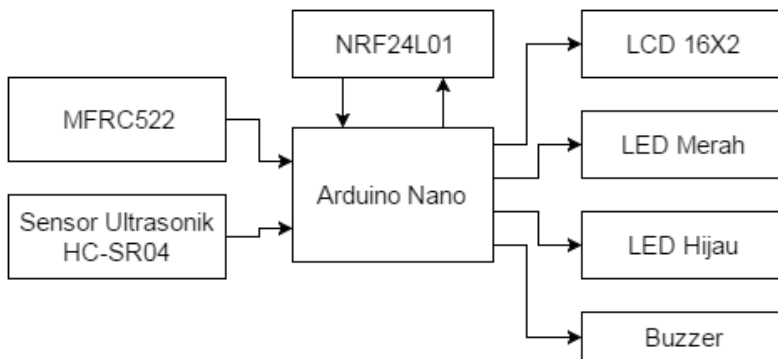 NRF24L01
LCD 16X2
MFRC522
LED Merah
Arduino Nano
Sensor Ultrasonik
HC-SR04
LED Hijau
Buzzer